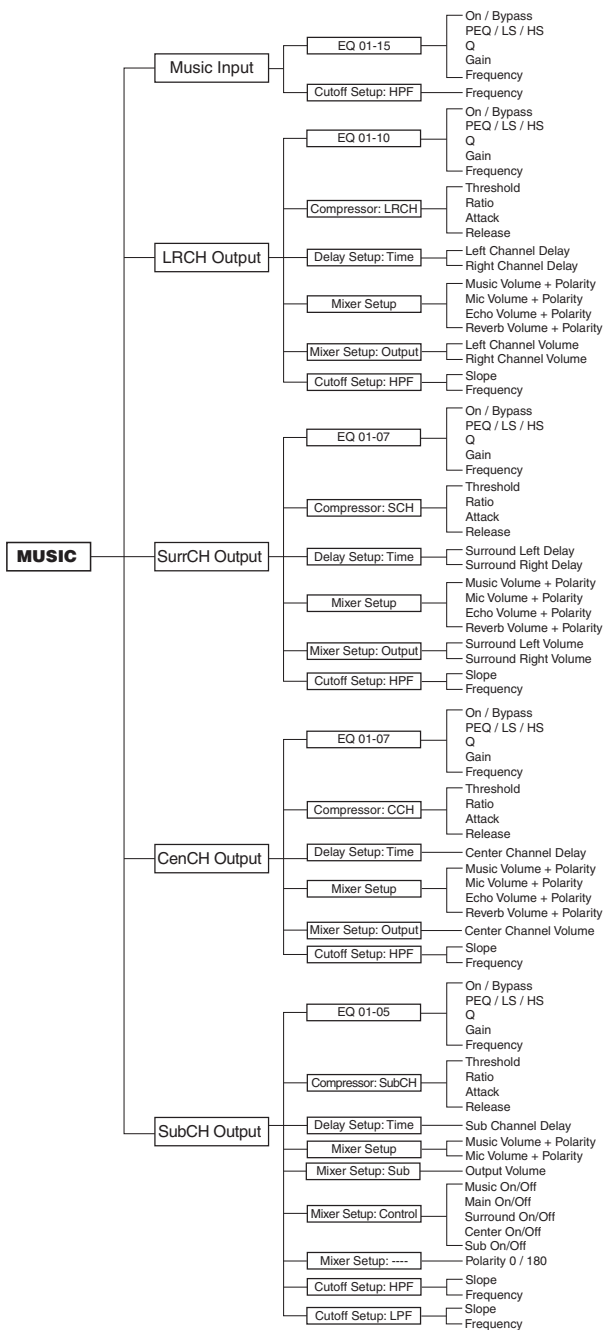 MUSIC
Music Input
EQ 01-15
On / Bypass
PEQ / LS / HS
Q
Gain
Frequency
Cutoff Setup: HPF
Frequency
LRCH Output
EQ 01-10
On / Bypass
PEQ / LS / HS
Q
Gain
Frequency
Compressor: LRCH
Threshold
Ratio
Attack
Release
Delay Setup: Time
Left Channel Delay
Right Channel Delay
Mixer Setup
Music Volume + Polarity
Mic Volume + Polarity
Echo Volume + Polarity
Reverb Volume + Polarity
Mixer Setup: Output
Left Channel Volume
Right Channel Volume
Cutoff Setup: HPF
Slope
Frequency
SurrCH Output
EQ 01-07
On / Bypass
PEQ / LS / HS
Q
Gain
Frequency
Compressor: SCH
Threshold
Ratio
Attack
Release
Delay Setup: Time
Surround Left Delay
Surround Right Delay
Mixer Setup
Music Volume + Polarity
Mic Volume + Polarity
Echo Volume + Polarity
Reverb Volume + Polarity
Mixer Setup: Output
Surround Left Volume
Surround Right Volume
Cutoff Setup: HPF
Slope
Frequency
CenCH Output
EQ 01-07
On / Bypass
PEQ / LS / HS
Q
Gain
Frequency
Compressor: CCH
Threshold
Ratio
Attack
Release
Delay Setup: Time
Center Channel Delay
Mixer Setup
Music Volume + Polarity
Mic Volume + Polarity
Echo Volume + Polarity
Reverb Volume + Polarity
Mixer Setup: Output
Center Channel Volume
Cutoff Setup: HPF
Slope
Frequency
SubCH Output
EQ 01-05
On / Bypass
PEQ / LS / HS
Q
Gain
Frequency
Compressor: SubCH
Threshold
Ratio
Attack
Release
Delay Setup: Time
Sub Channel Delay
Mixer Setup
Music Volume + Polarity
Mic Volume + Polarity
Mixer Setup: Sub
Output Volume
Mixer Setup: Control
Music On/Off
Main On/Off
Surround On/Off
Center On/Off
Sub On/Off
Mixer Setup: ----
Polarity 0 / 180
Cutoff Setup: HPF
Slope
Frequency
Cutoff Setup: LPF
Slope
Frequency